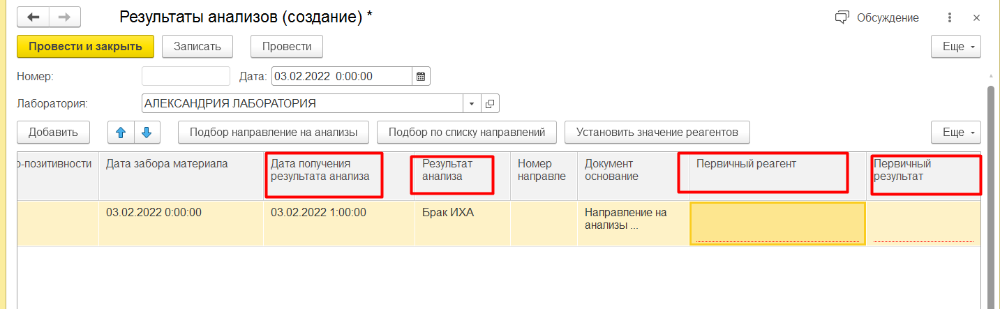 Результаты анализов (создание) *
Обсуждение
Провести и закрыть
Записать
Провести
Еще
Номер:
Дата: 03.02.2022 0:00:00
Лаборатория: АЛЕКСАНДРИЯ ЛАБОРАТОРИЯ
Добавить
Подбор направление на анализы
Подбор по списку направлений
Установить значение реагентов
Еще
о-позитивности
Дата забора материала
Дата получения
результата анализа
Результат
анализа
Номер
направле
Документ
основание
Первичный реагент
Первичный
результат
03.02.2022 0:00:00
03.02.2022 1:00:00
Брак ИХА
Направление на
анализы ...